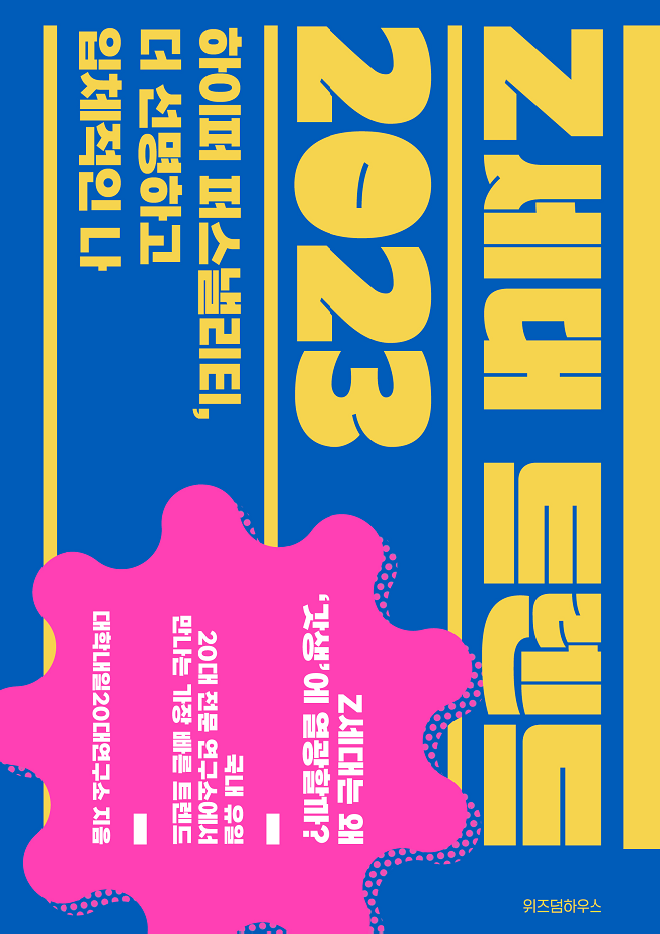 Z세대 트렌드
2023
하이퍼 퍼스낼리티,
더 선명하고
입체적인 나
Z세대는 왜
‘갓생’에 열광할까?
국내 유일
20대 전문 연구소에서
만나는 가장 빠른 트렌드
대학내일20대연구소 지음
위즈덤하우스